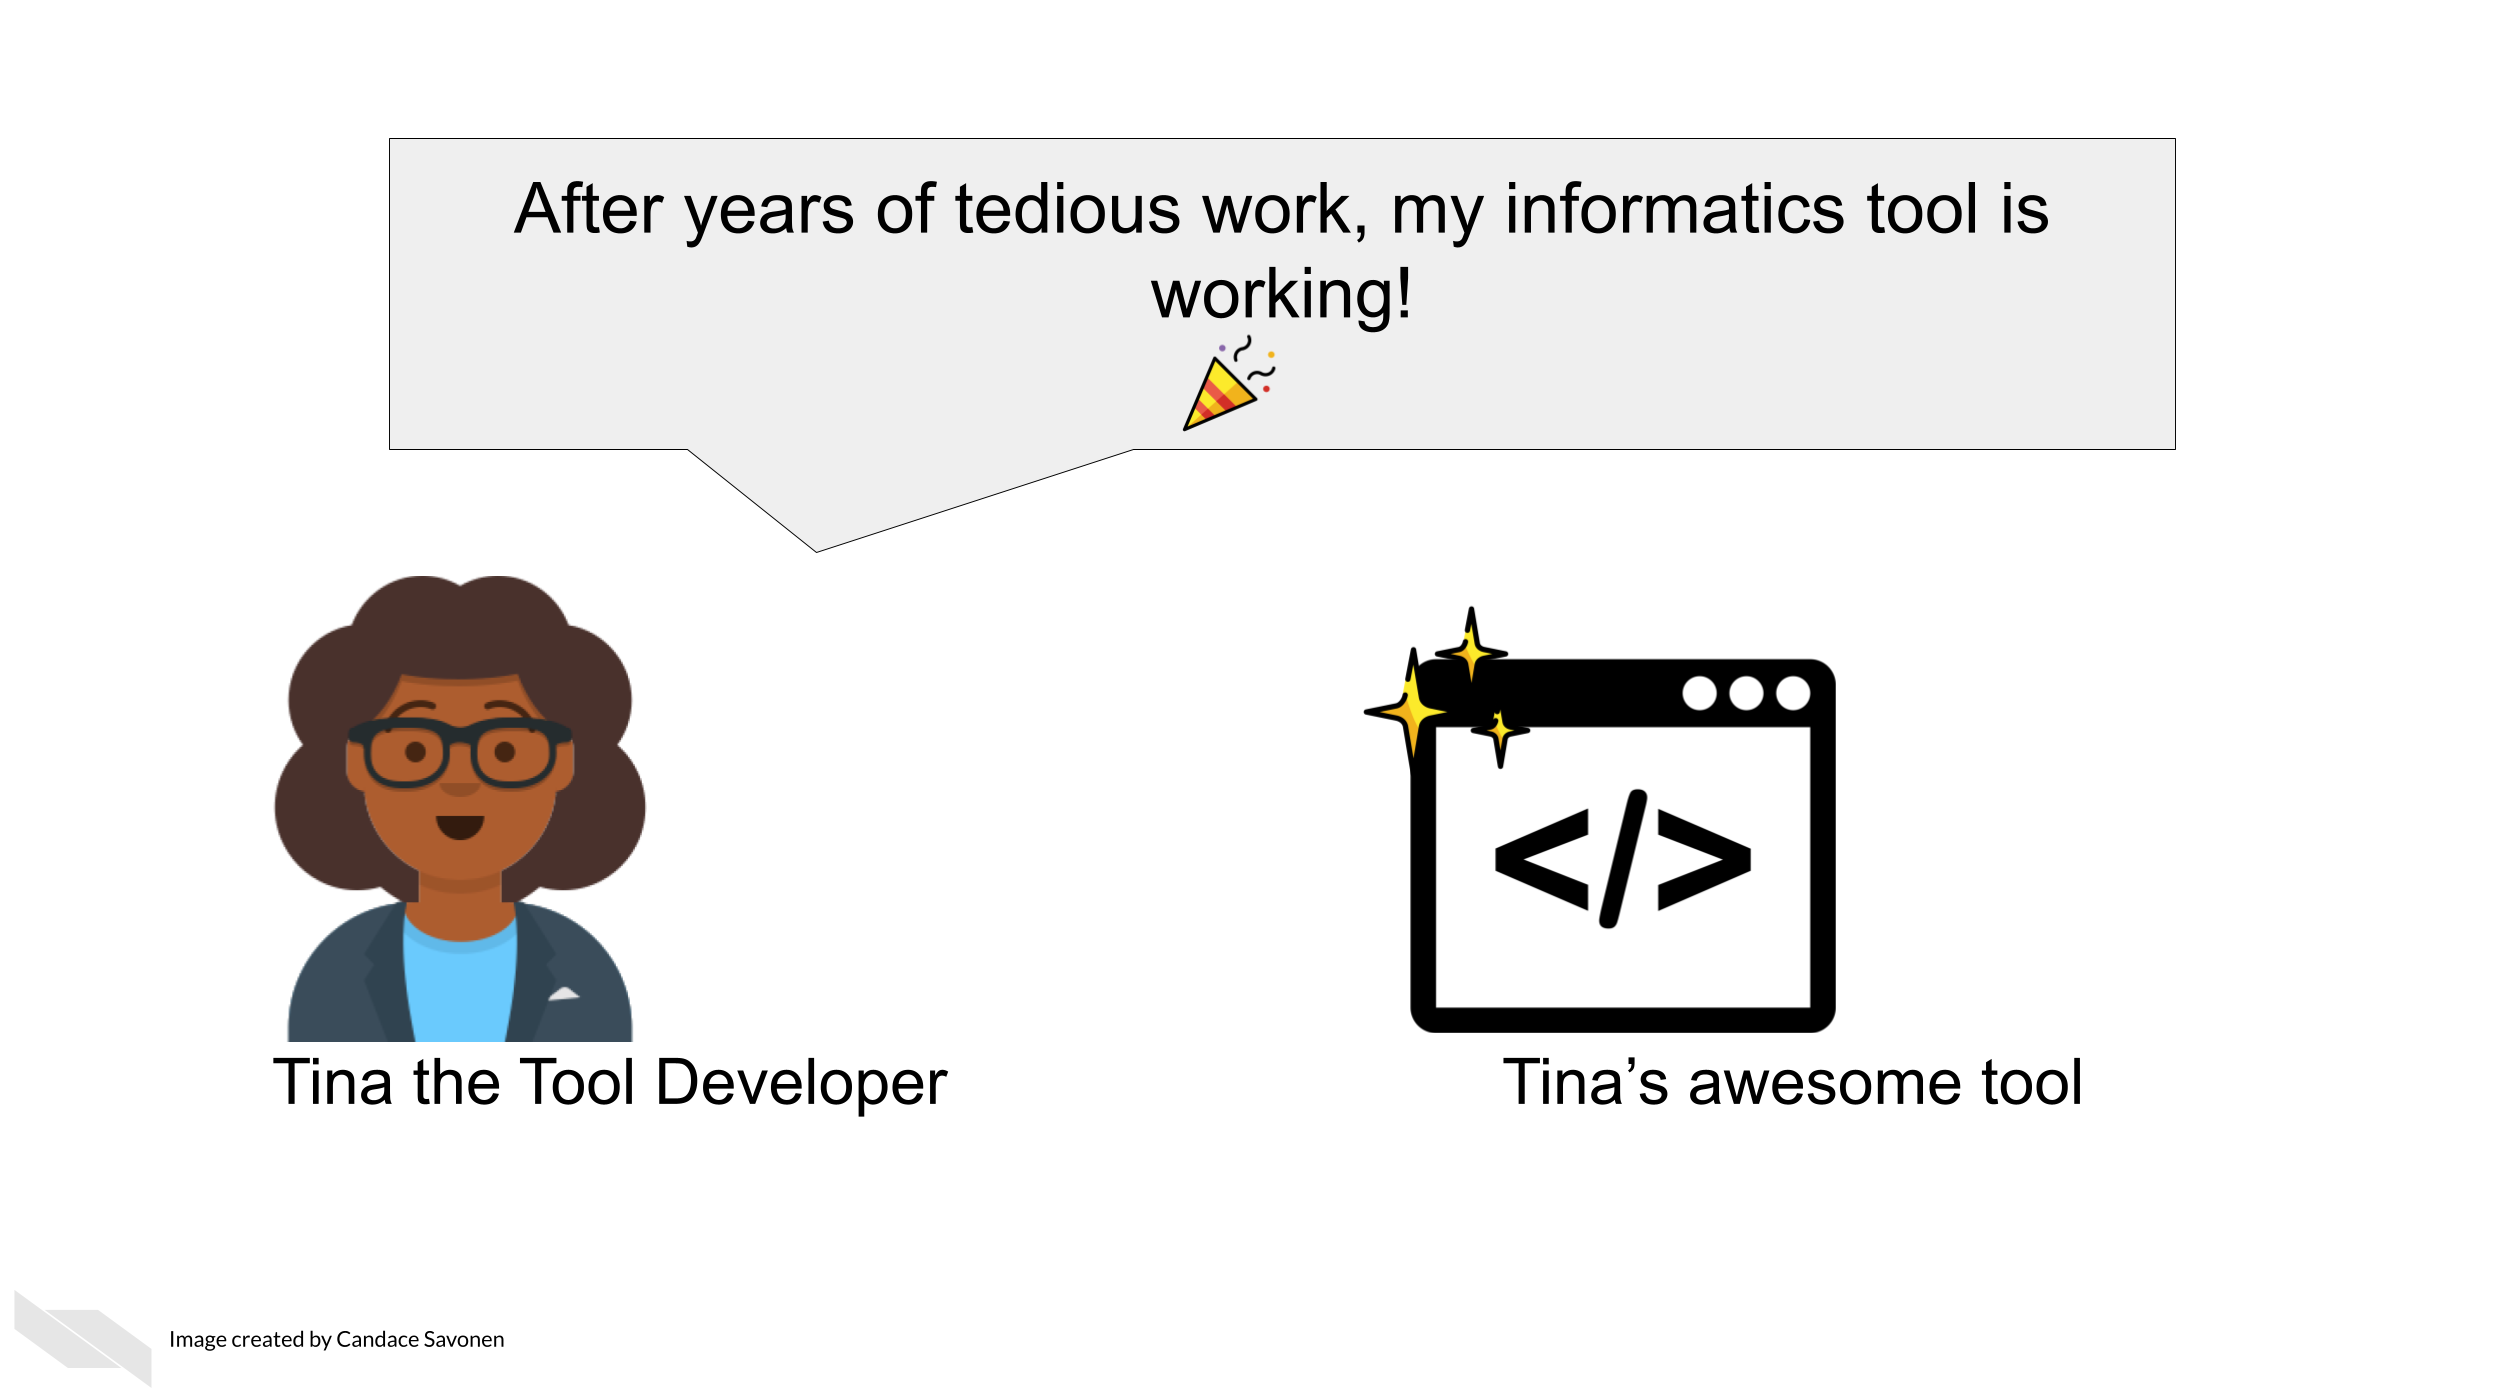 After years of tedious work, my informatics tool is
working!
</>
Tina the Tool Developer
Tina’s awesome tool
Image created by Candace Savonen